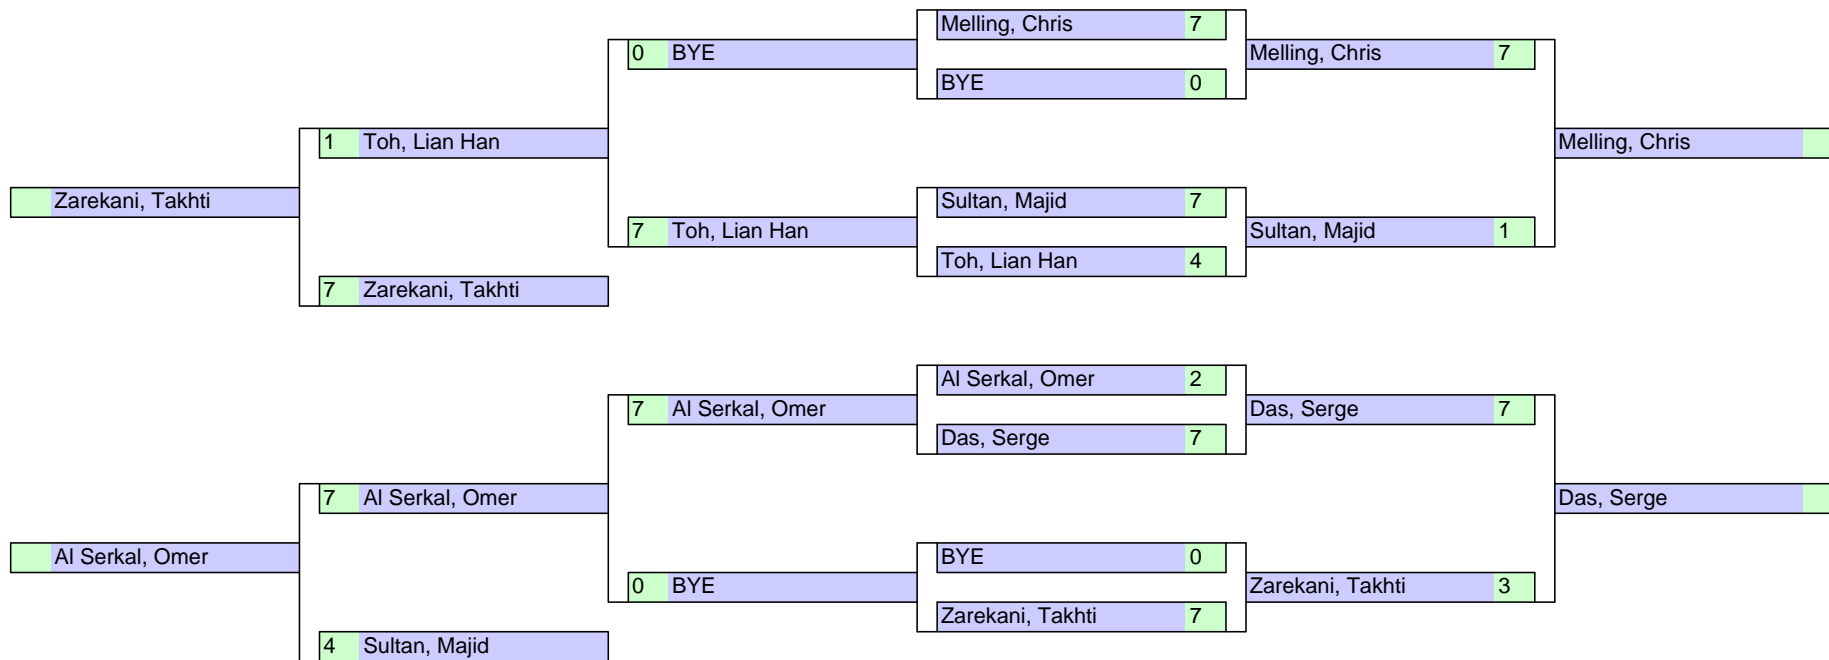 Melling, Chris 7
0 BYE
Melling, Chris 7
BYE 0
1 Toh, Lian Han
Melling, Chris
Zarekani, Takhti
Sultan, Majid 7
7 Toh, Lian Han
Sultan, Majid 1
Toh, Lian Han 4
7 Zarekani, Takhti
Al Serkal, Omer 2
7 Al Serkal, Omer
Das, Serge 7
Das, Serge 7
7 Al Serkal, Omer
Das, Serge
Al Serkal, Omer
BYE 0
0 BYE
Zarekani, Takhti 3
Zarekani, Takhti 7
4 Sultan, Majid